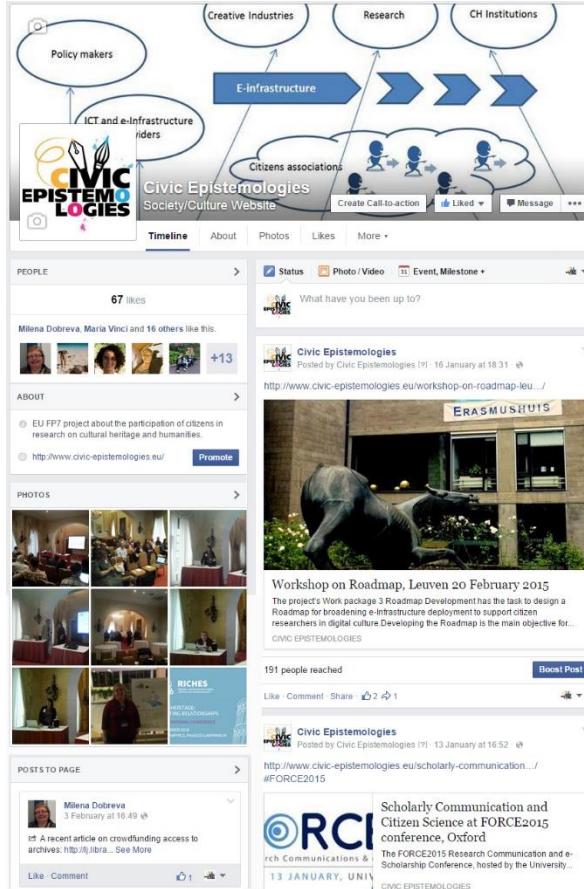 Creative Industries
Research
CH Institutions
Policy makers
E-infrastructure
ICT and e-Infrastructure
Citizens associations
CIVIC
EPISTEMO
LOGIES
Civic Epistemologies
Society/Culture Website
Create Call-to-action
Liked
Message
Timeline
About
Photos
Likes
More
PEOPLE
67 likes
Milena Dobreva, Maria Vinci and 16 others like this.
+13
ABOUT
EU FP7 project about the participation of citizens in
research on cultural heritage and humanities.
http://www.civic-epistemologies.eu/
Promote
PHOTOS
RICHES
POSTS TO PAGE
Milena Dobreva
3 February at 16:49
A recent article on crowdfunding access to
archives: http://lj.libra... See More
Like · Comment
1
Status
Photo / Video
Event, Milestone +
What have you been up to?
Civic Epistemologies
Posted by Civic Epistemologies [?] · 16 January at 18:31 ·
http://www.civic-epistemologies.eu/workshop-on-roadmap-leu…/
ERASMUSHUIS
Workshop on Roadmap, Leuven 20 February 2015
The project's Work package 3 Roadmap Development has the task to design a
Roadmap for broadening e-Infrastructure deployment to support citizen
researchers in digital culture.Developing the Roadmap is the main objective for...
CIVIC EPISTEMOLOGIES
191 people reached
Boost Post
Like · Comment · Share · 2 1
Civic Epistemologies
Posted by Civic Epistemologies [?] · 13 January at 16:52 ·
http://www.civic-epistemologies.eu/scholarly-communication…/
#FORCE2015
ORC
rch Communications &
13 JANUARY, UNIV
Scholarly Communication and
Citizen Science at FORCE2015
conference, Oxford
The FORCE2015 Research Communication and e-
Scholarship Conference, hosted by the University...
CIVIC EPISTEMOLOGIES